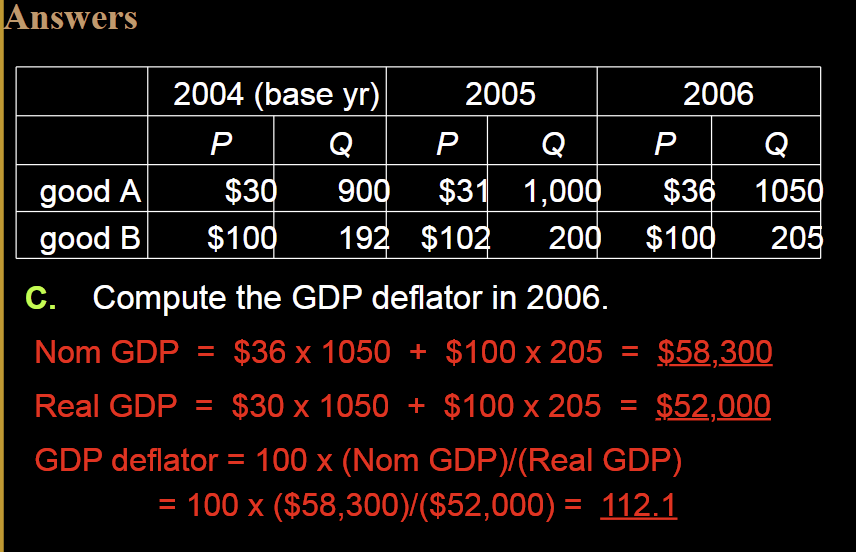 Answers
2004 (base yr) 2005 2006
P Q P Q P Q
good A $30 900 $31 1,000 $36 1050
good B $100 192 $102 200 $100 205
C. Compute the GDP deflator in 2006.
Nom GDP = $36 x 1050 + $100 x 205 = $58,300
Real GDP = $30 x 1050 + $100 x 205 = $52,000
GDP deflator = 100 x (Nom GDP)/(Real GDP)
= 100 x ($58,300)/($52,000) = 112.1